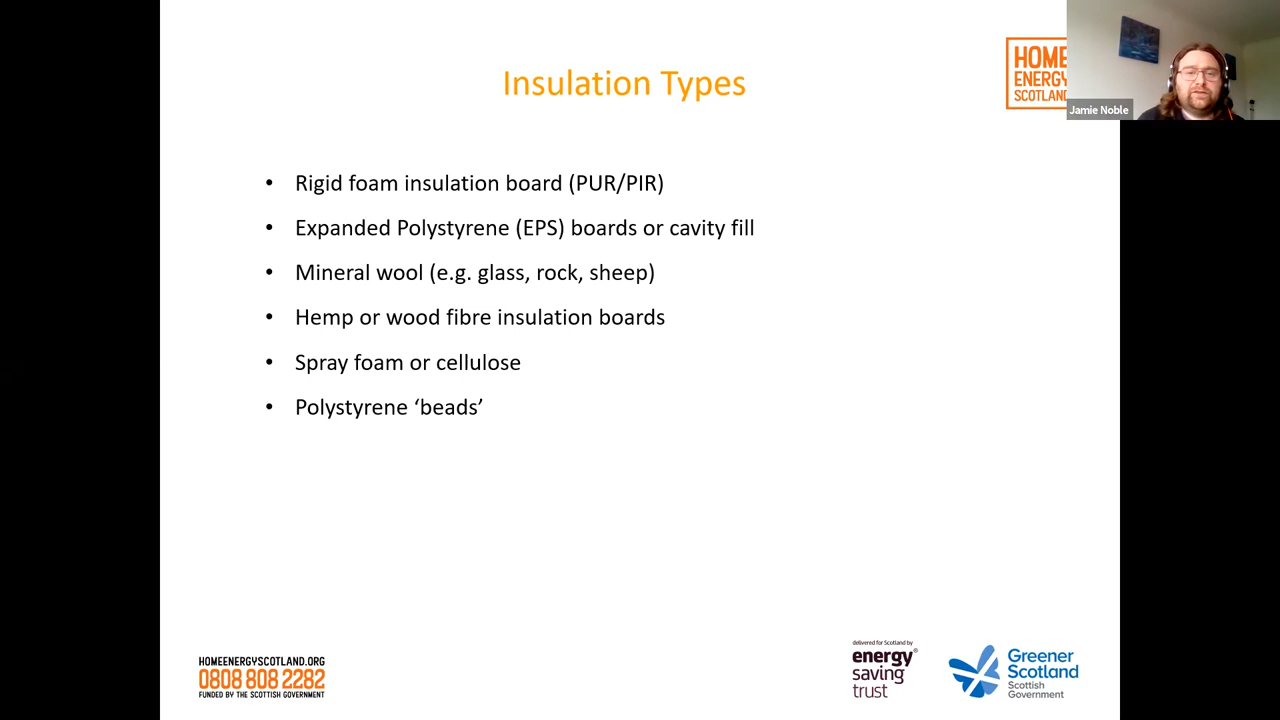 Insulation Types
HOME
ENERGY
SCOTLAND
Jamie Noble
• Rigid foam insulation board (PUR/PIR)
• Expanded Polystyrene (EPS) boards or cavity fill
• Mineral wool (e.g. glass, rock, sheep)
• Hemp or wood fibre insulation boards
• Spray foam or cellulose
• Polystyrene ‘beads’
HOMEENERGYSCOTLAND.ORG
0808 808 2282
FUNDED BY THE SCOTTISH GOVERNMENT
delivered for Scotland by
energy®
saving
trust
Greener
Scotland
Scottish
Government